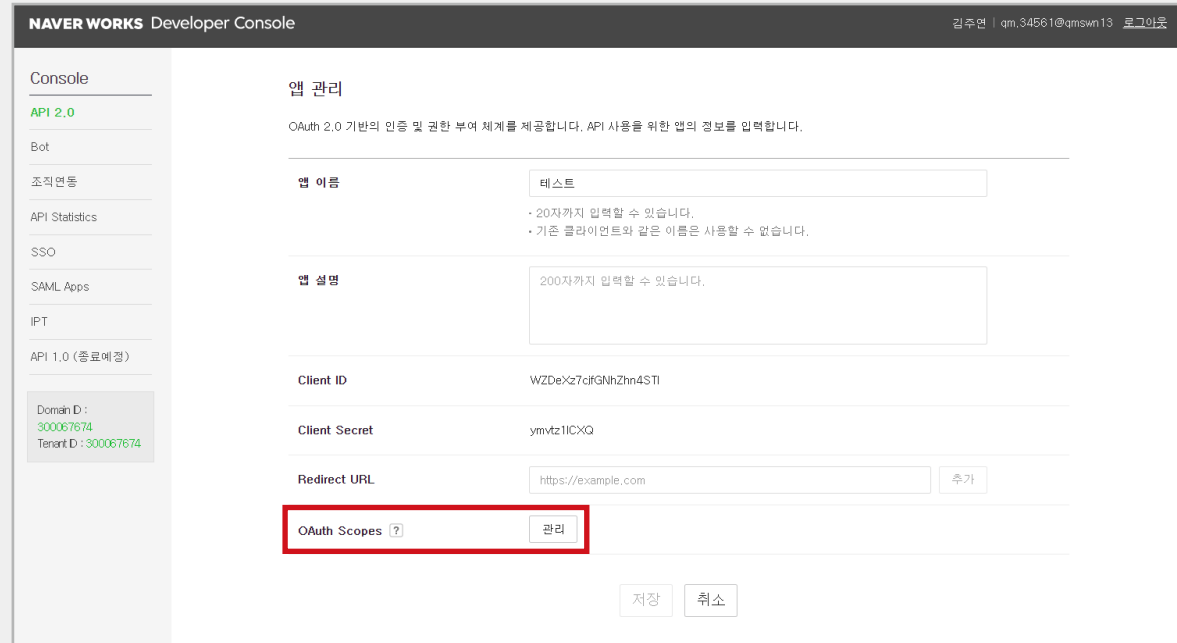 NAVER WORKS Developer Console
김주연 | qm.34561@qmswn13 로그아웃
Console
API 2.0
Bot
조직연동
API Statistics
SSO
SAML Apps
IPT
API 1.0 (종료예정)
Domain ID :
300067674
Tenant ID : 300067674
앱 관리
OAuth 2.0 기반의 인증 및 권한 부여 체계를 제공합니다. API 사용을 위한 앱의 정보를 입력합니다.
앱 이름
테스트
• 20자까지 입력할 수 있습니다.
• 기존 클라이언트와 같은 이름은 사용할 수 없습니다.
앱 설명
200자까지 입력할 수 있습니다.
Client ID
WZDeXz7cjfGNhZhn4STl
Client Secret
ymvtz1lCXQ
Redirect URL
https://example.com 추가
OAuth Scopes ? 관리
저장 취소